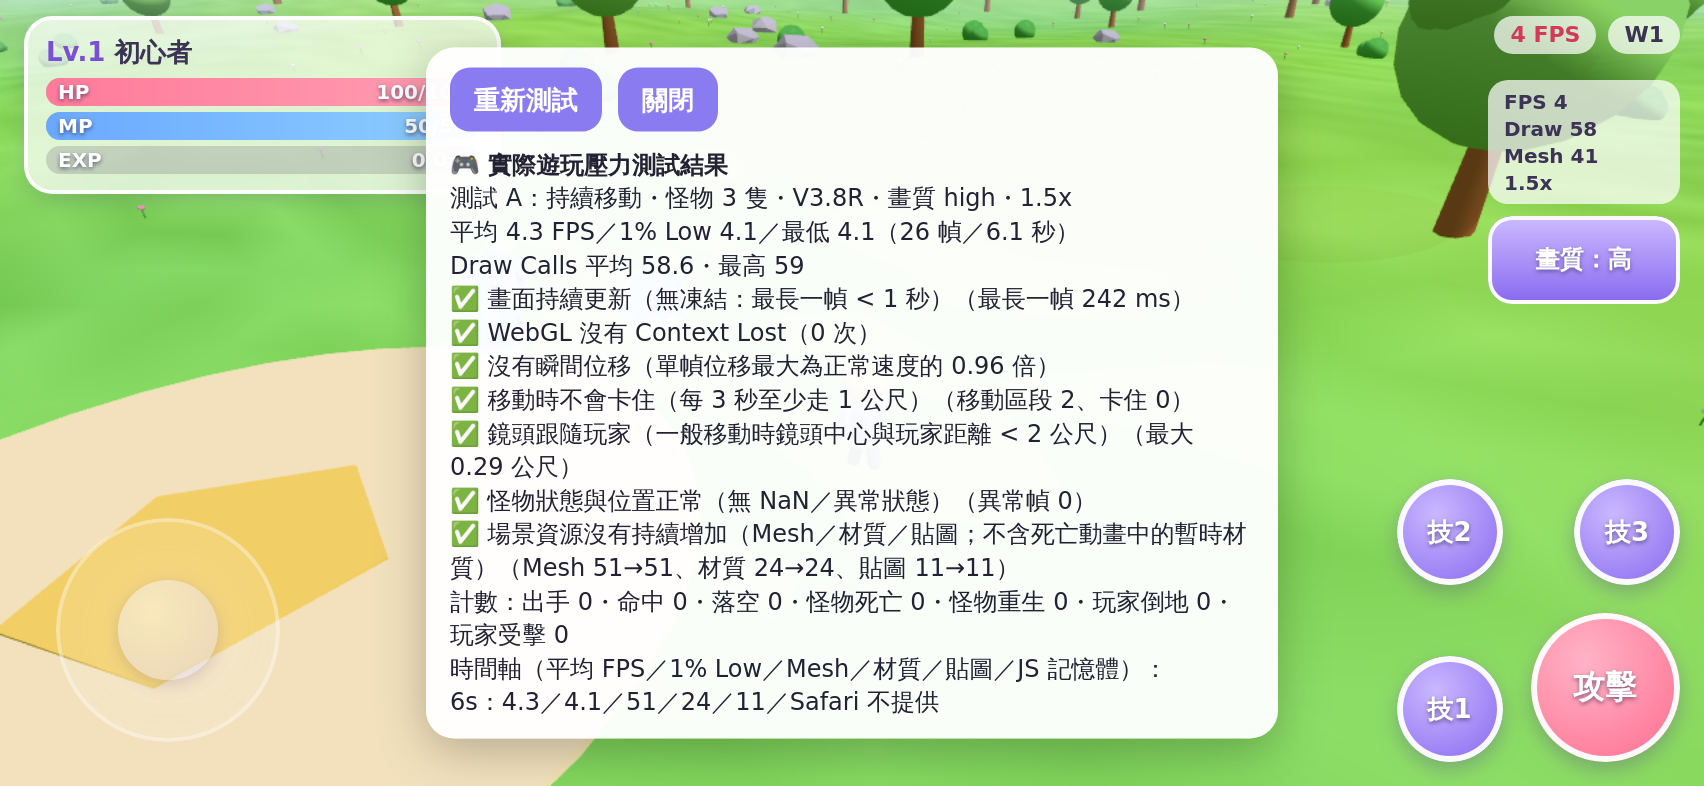 Lv.1 初心者
HP 100/
MP 50/
EXP 0
重新測試 關閉
🎮 實際遊玩壓力測試結果
測試 A：持續移動・怪物 3 隻・V3.8R・畫質 high・1.5x
平均 4.3 FPS／1% Low 4.1／最低 4.1（26 幀／6.1 秒）
Draw Calls 平均 58.6・最高 59
✅ 畫面持續更新（無凍結：最長一幀 < 1 秒）（最長一幀 242 ms）
✅ WebGL 沒有 Context Lost（0 次）
✅ 沒有瞬間位移（單幀位移最大為正常速度的 0.96 倍）
✅ 移動時不會卡住（每 3 秒至少走 1 公尺）（移動區段 2、卡住 0）
✅ 鏡頭跟隨玩家（一般移動時鏡頭中心與玩家距離 < 2 公尺）（最大
0.29 公尺）
✅ 怪物狀態與位置正常（無 NaN／異常狀態）（異常幀 0）
✅ 場景資源沒有持續增加（Mesh／材質／貼圖；不含死亡動畫中的暫時材
質）（Mesh 51→51、材質 24→24、貼圖 11→11）
計數：出手 0・命中 0・落空 0・怪物死亡 0・怪物重生 0・玩家倒地 0・
玩家受擊 0
時間軸（平均 FPS／1% Low／Mesh／材質／貼圖／JS 記憶體）：
6s：4.3／4.1／51／24／11／Safari 不提供
4 FPS W1
FPS 4
Draw 58
Mesh 41
1.5x
畫質：高
技2 技3
技1 攻擊